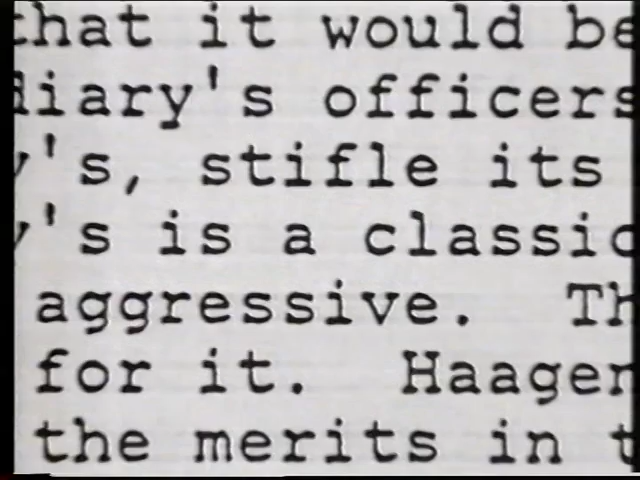 that it would be
diary's officers
y's, stifle its
y's is a classic
aggressive. Th
for it. Haagen
the merits in t